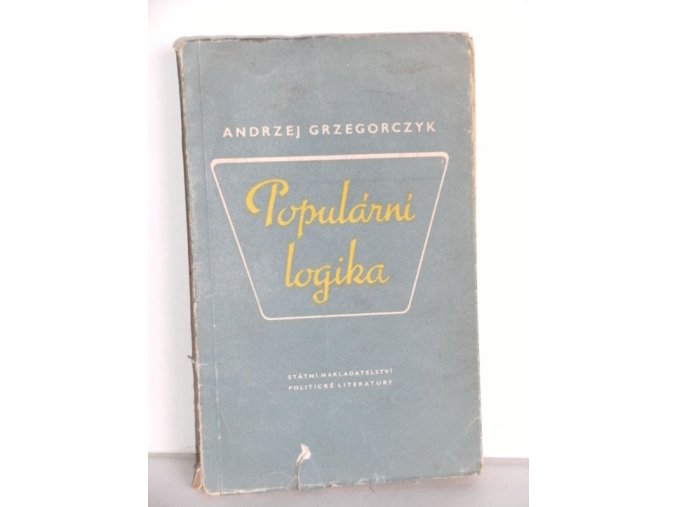 ANDRZEJ GRZEGORCZYK
Populární
logika
STÁTNÍ NAKLADATELSTVÍ
POLITICKÉ LITERATURY